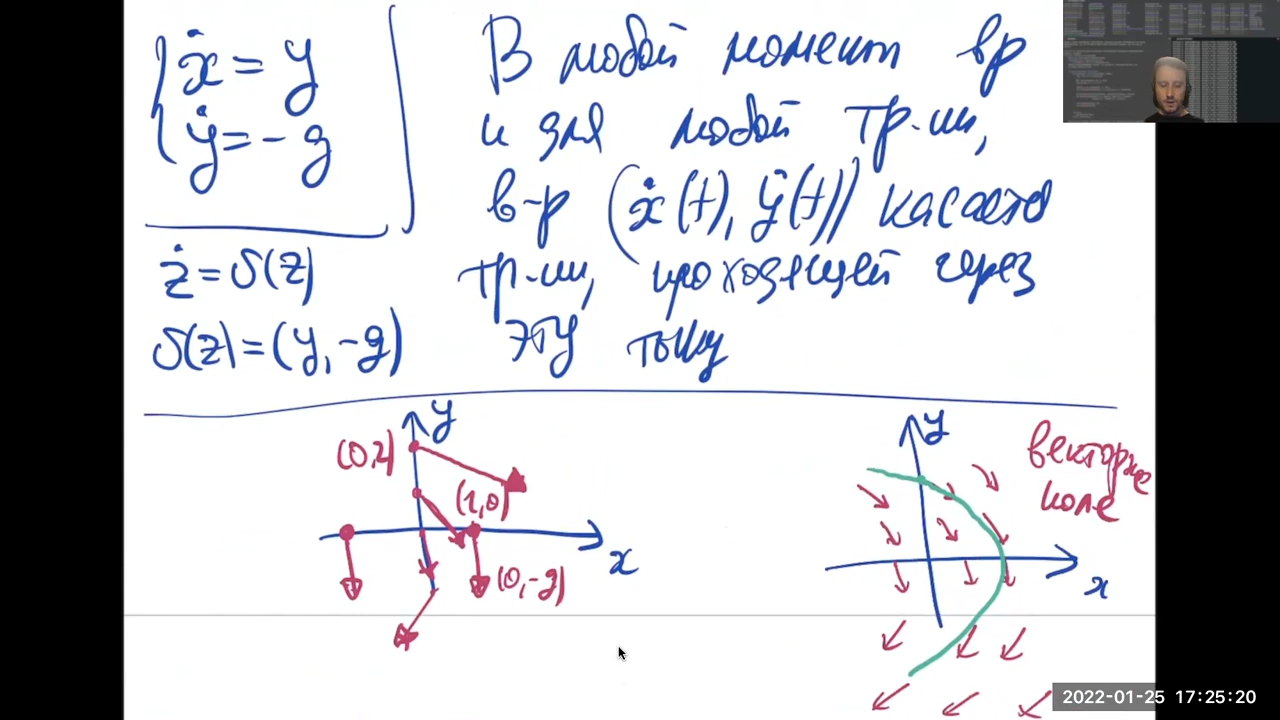 ẋ = y
ẏ = -g
ż = v(z)
v(z) = (y, -g)
В любой момент вр
и для любой тр-ии,
в-р (ẋ(t), ẏ(t)) касается
тр-ии, проходящей через
эту точку
y
(0,2)
(1,0)
x
(0,-g)
y
векторное
поле
x
2022-01-25 17:25:20